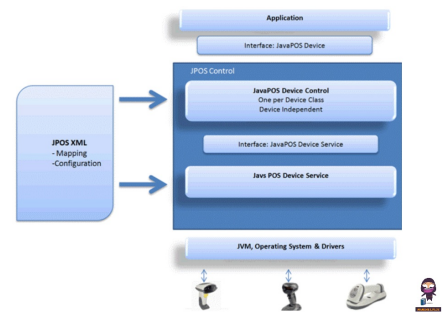 Application
Interface: JavaPOS Device
JPOS Control
JavaPOS Device Control
One per Device Class
Device Independent
JPOS XML
- Mapping
-Configuration
Interface: JavaPOS Device Service
Javs POS Device Service
JVM, Operating System & Drivers